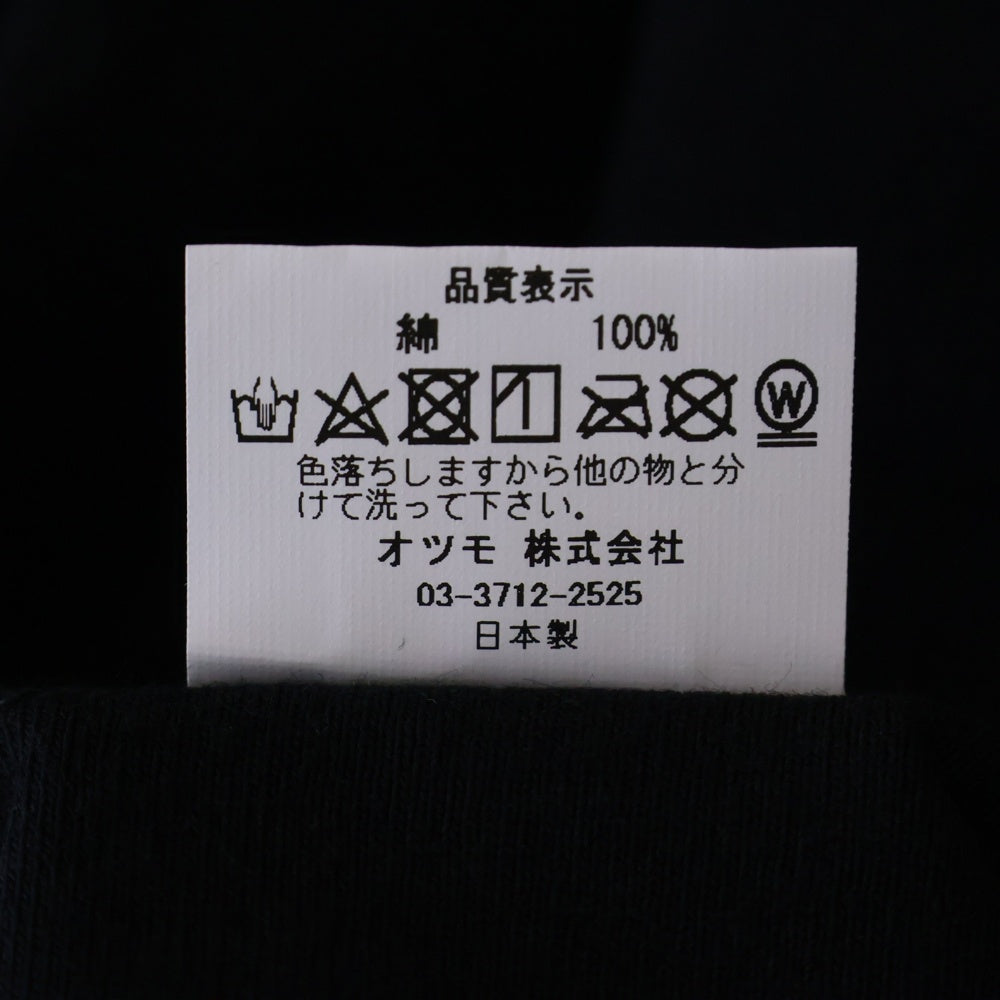 品質表示
綿 100%
W
色落ちしますから他の物と分
けて洗って下さい。
オツモ 株式会社
03-3712-2525
日本製